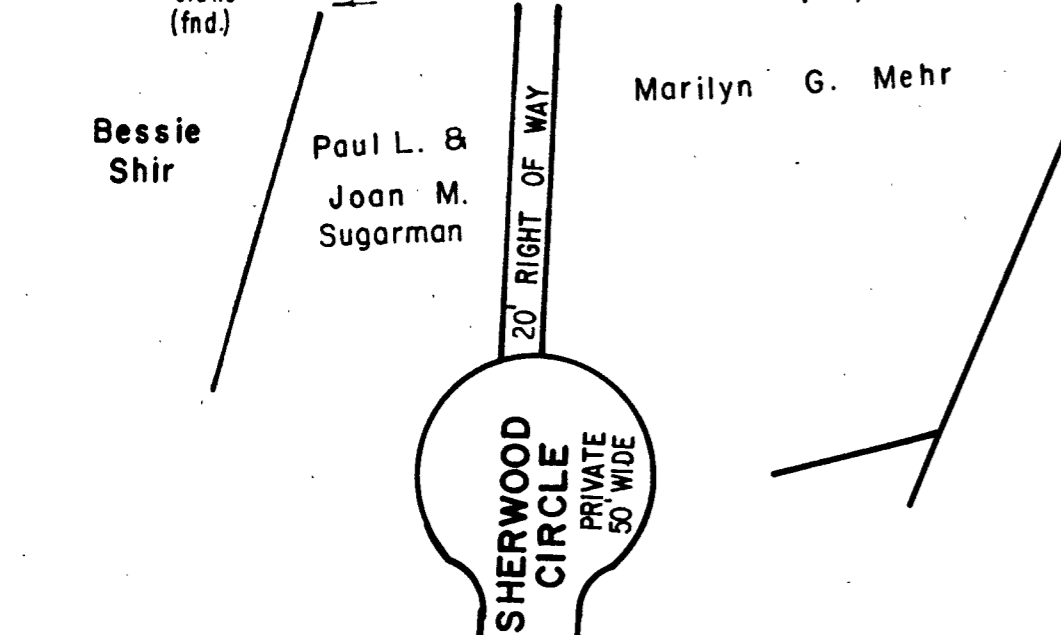 (fnd.)
Bessie
Shir
Paul L. &
Joan M.
Sugarman
20' RIGHT OF WAY
Marilyn G. Mehr
SHERWOOD
CIRCLE
PRIVATE
50' WIDE